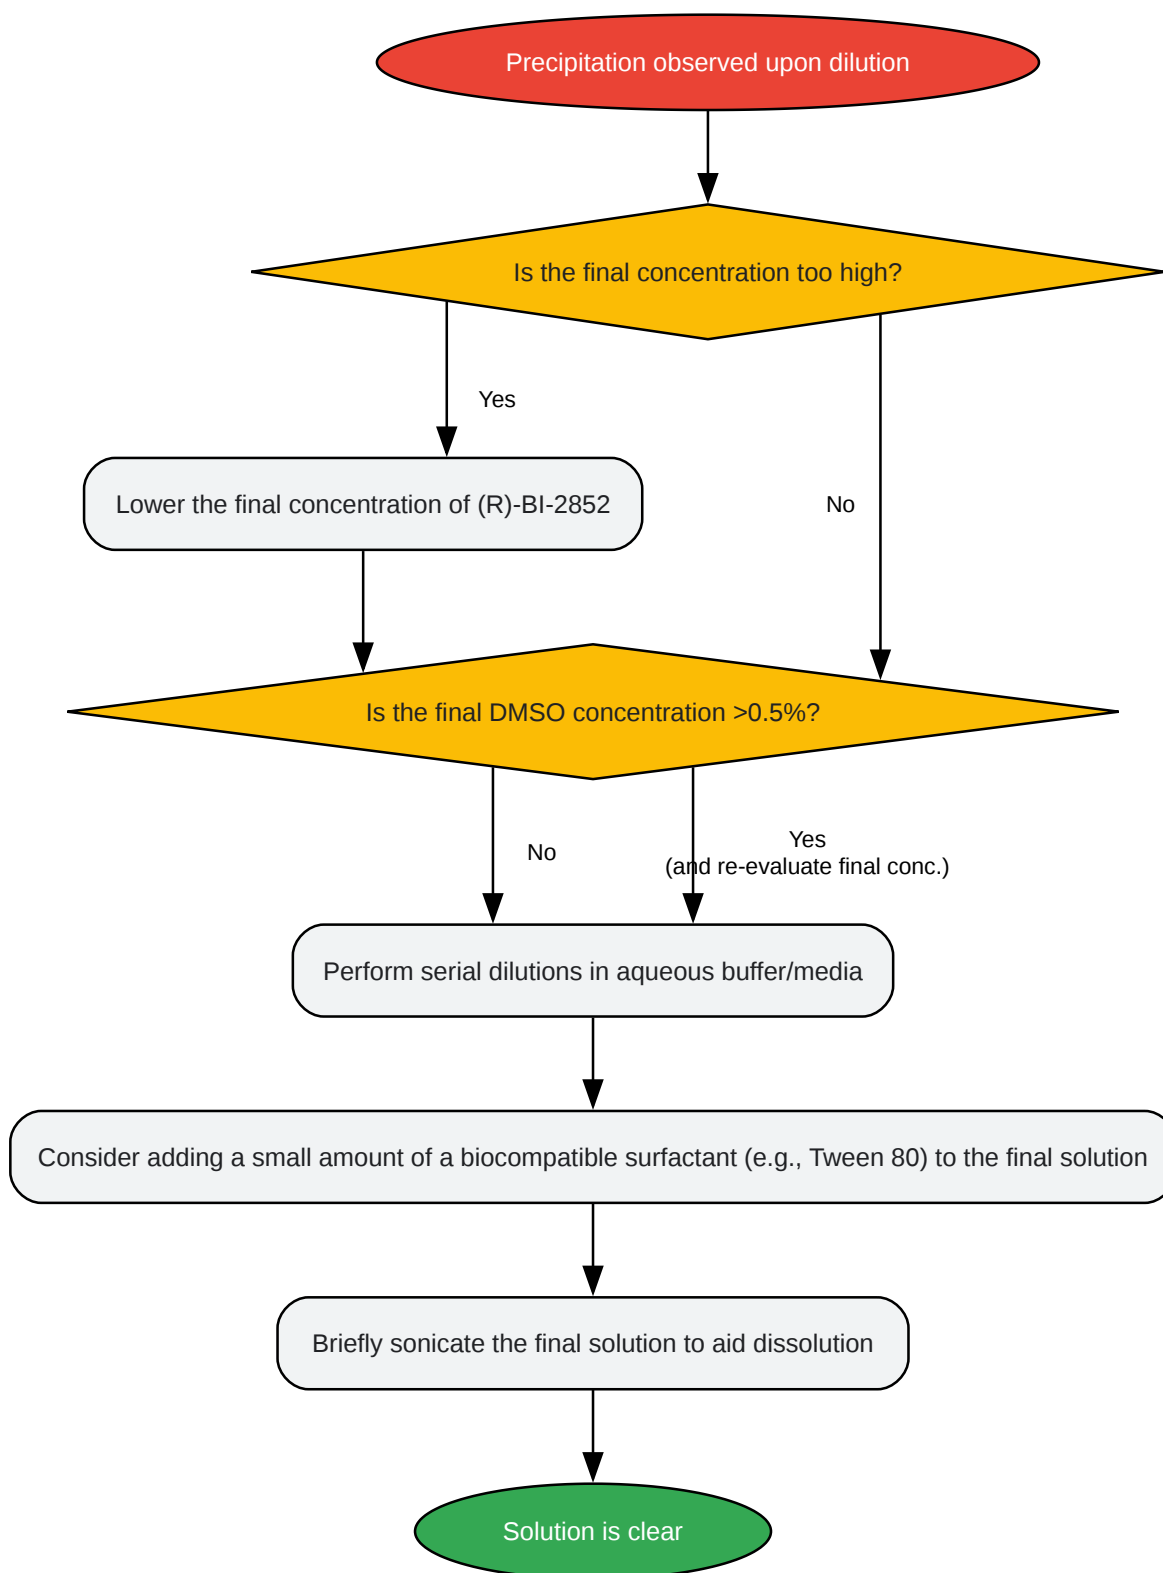 Precipitation observed upon dilution
Is the final concentration too high?
Yes
Lower the final concentration of (R)-BI-2852
No
Is the final DMSO concentration >0.5%?
No
Yes
(and re-evaluate final conc.)
Perform serial dilutions in aqueous buffer/media
Consider adding a small amount of a biocompatible surfactant (e.g., Tween 80) to the final solution
Briefly sonicate the final solution to aid dissolution
Solution is clear